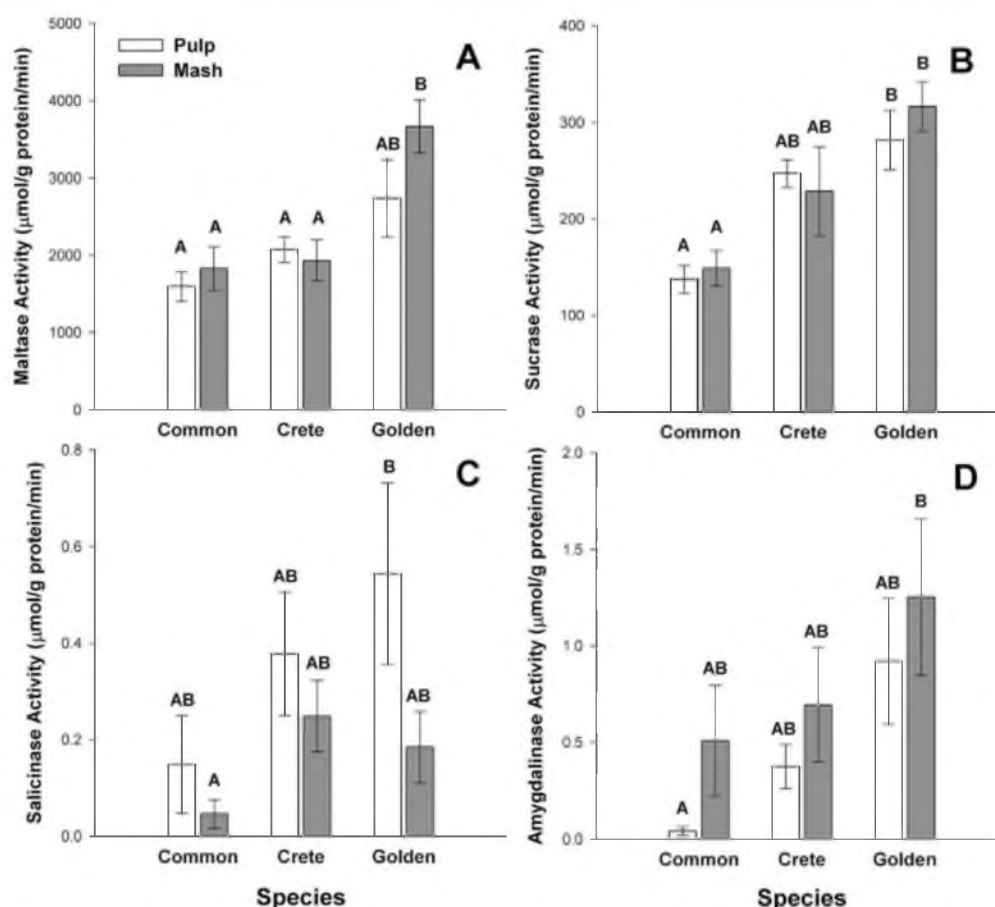 Maltase Activity (µmol/g protein/min)
5000
4000
3000
2000
1000
0
Pulp
Mash
A
A
A
A
A
AB
B
Common
Crete
Golden
Sucrase Activity (µmol/g protein/min)
400
300
200
100
0
B
A
A
AB
AB
B
B
Common
Crete
Golden
Salicinase Activity (µmol/g protein/min)
0.8
0.6
0.4
0.2
0.0
C
AB
A
AB
AB
B
AB
Common
Crete
Golden
Species
Amygdalinase Activity (µmol/g protein/min)
2.0
1.5
1.0
0.5
0.0
D
A
AB
AB
AB
AB
B
Common
Crete
Golden
Species